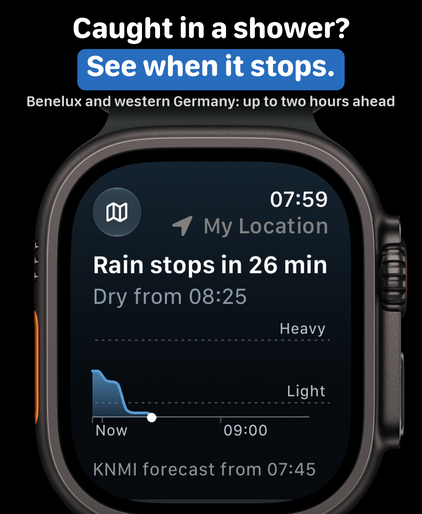 Caught in a shower?
See when it stops.
Benelux and western Germany: up to two hours ahead
07:59
My Location
Rain stops in 26 min
Dry from 08:25
Heavy
Light
Now
09:00
KNMI forecast from 07:45